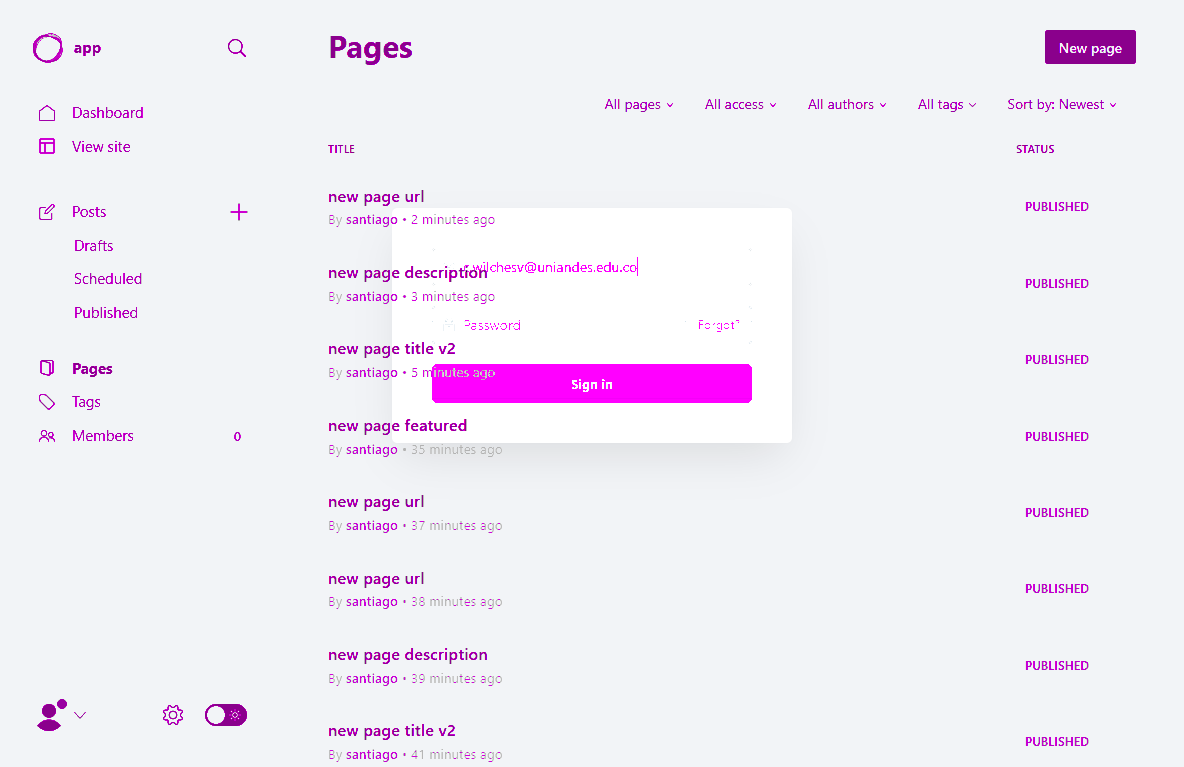 app
Pages
New page
Dashboard
View site
All pages
All access
All authors
All tags
Sort by: Newest
TITLE
STATUS
Posts
Drafts
Scheduled
Published
Pages
Tags
Members
0
new page url
By santiago • 2 minutes ago
PUBLISHED
c.wilchesv@uniandes.edu.co
new page description
By santiago • 3 minutes ago
PUBLISHED
Password
Forgot?
new page title v2
By santiago • 5 minutes ago
PUBLISHED
Sign in
new page featured
By santiago • 35 minutes ago
PUBLISHED
new page url
By santiago • 37 minutes ago
PUBLISHED
new page url
By santiago • 38 minutes ago
PUBLISHED
new page description
By santiago • 39 minutes ago
PUBLISHED
new page title v2
By santiago • 41 minutes ago
PUBLISHED